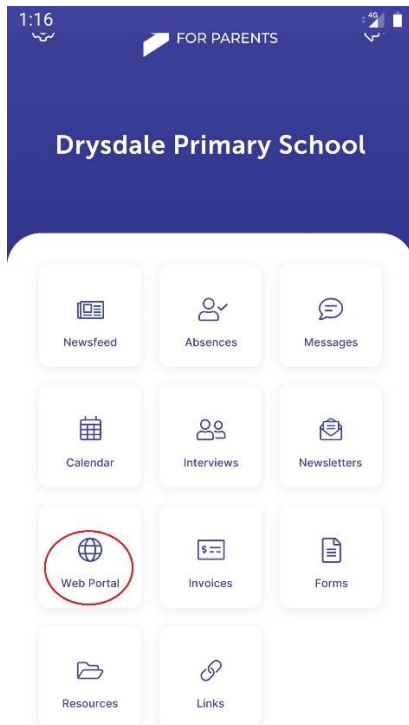 1:16
4G
FOR PARENTS
Drysdale Primary School
Newsfeed
Absences
Messages
Calendar
Interviews
Newsletters
Web Portal
Invoices
Forms
Resources
Links